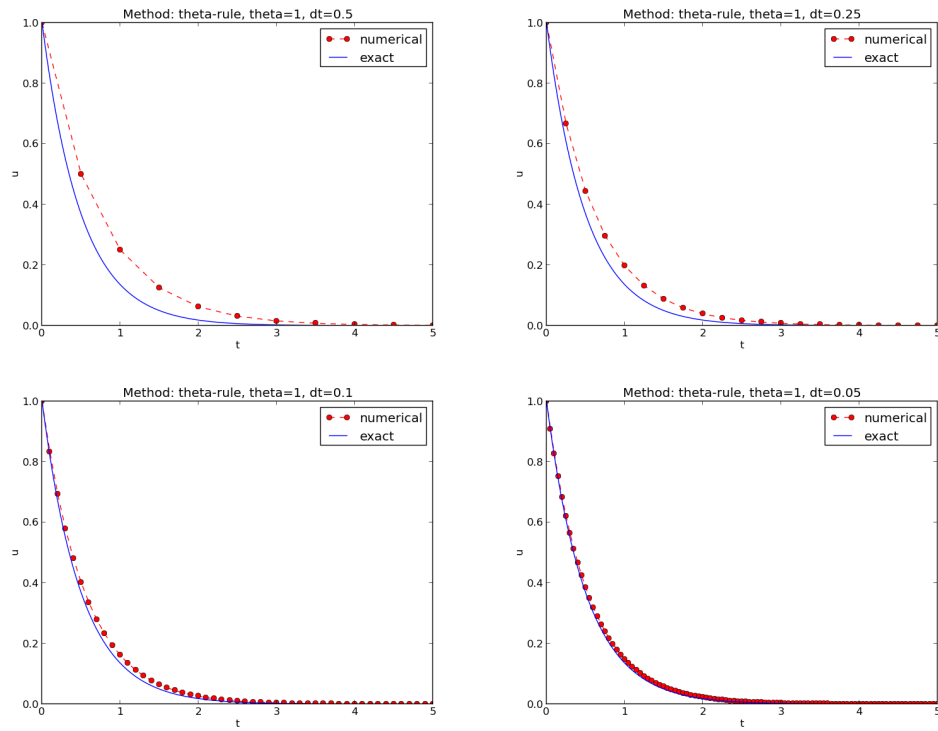 Method: theta-rule, theta=1, dt=0.5
numerical
exact
u
1.0
0.8
0.6
0.4
0.2
0.0
0 1 2 3 4 5
t
Method: theta-rule, theta=1, dt=0.25
numerical
exact
u
1.0
0.8
0.6
0.4
0.2
0.0
0 1 2 3 4 5
t
Method: theta-rule, theta=1, dt=0.1
numerical
exact
u
1.0
0.8
0.6
0.4
0.2
0.0
0 1 2 3 4 5
t
Method: theta-rule, theta=1, dt=0.05
numerical
exact
u
1.0
0.8
0.6
0.4
0.2
0.0
0 1 2 3 4 5
t